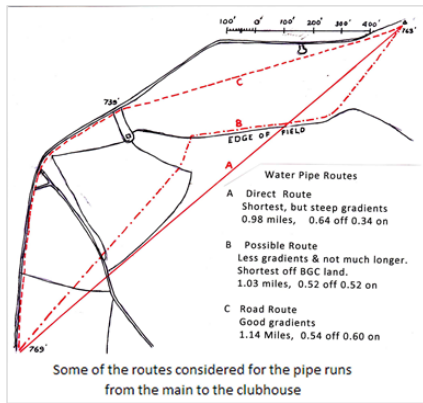 100' 0' 100' 200' 300' 400'
765'
739'
C
B
EDGE OF FIELD
A
Water Pipe Routes
A Direct Route
Shortest, but steep gradients
0.98 miles, 0.64 off 0.34 on
B Possible Route
Less gradients & not much longer.
Shortest off BGC land.
1.03 miles, 0.52 off 0.52 on
C Road Route
Good gradients
1.14 Miles, 0.54 off 0.60 on
769'
Some of the routes considered for the pipe runs
from the main to the clubhouse